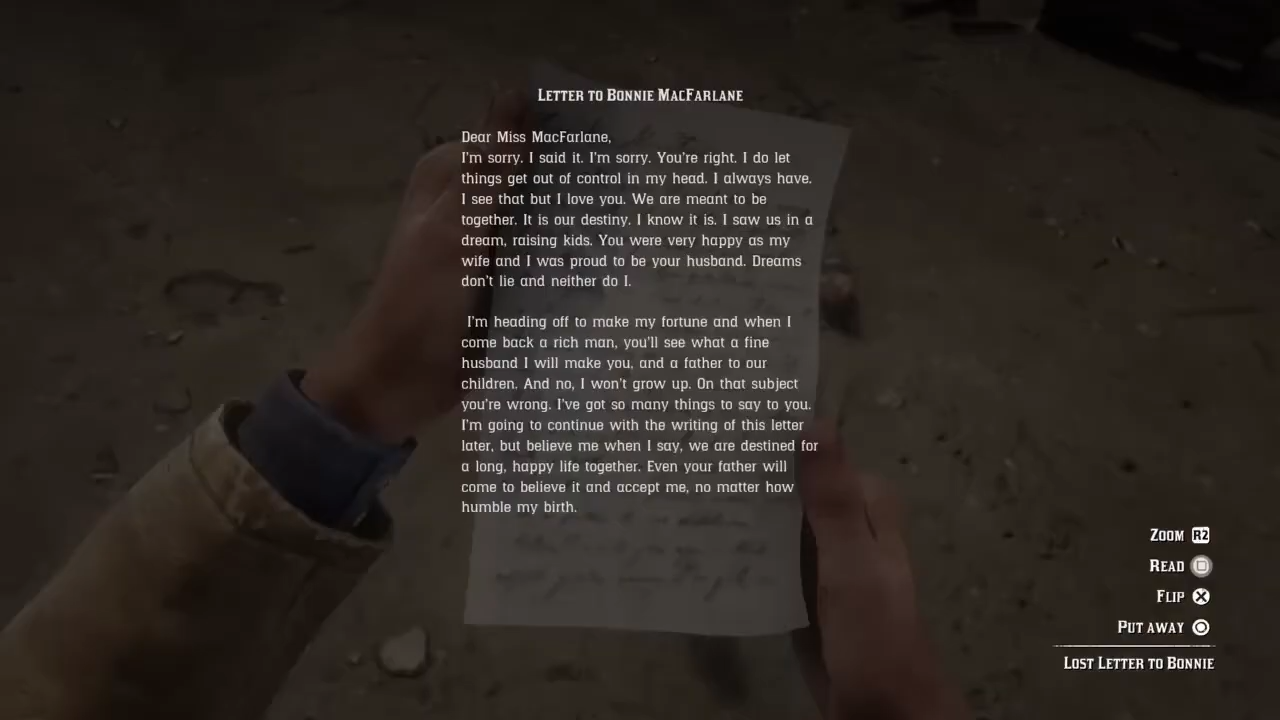 Letter to Bonnie MacFarlane
Dear Miss MacFarlane,
I'm sorry. I said it. I'm sorry. You're right. I do let
things get out of control in my head. I always have.
I see that but I love you. We are meant to be
together. It is our destiny. I know it is. I saw us in a
dream, raising kids. You were very happy as my
wife and I was proud to be your husband. Dreams
don't lie and neither do I.
I'm heading off to make my fortune and when I
come back a rich man, you'll see what a fine
husband I will make you, and a father to our
children. And no, I won't grow up. On that subject
you're wrong. I've got so many things to say to you.
I'm going to continue with the writing of this letter
later, but believe me when I say, we are destined for
a long, happy life together. Even your father will
come to believe it and accept me, no matter how
humble my birth.
Zoom R2
Read
Flip
Put away
Lost Letter to Bonnie